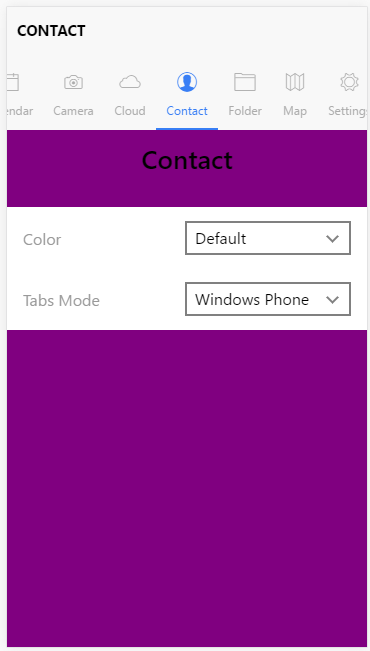 CONTACT
endar Camera Cloud Contact Folder Map Settings
Contact
Color Default
Tabs Mode Windows Phone